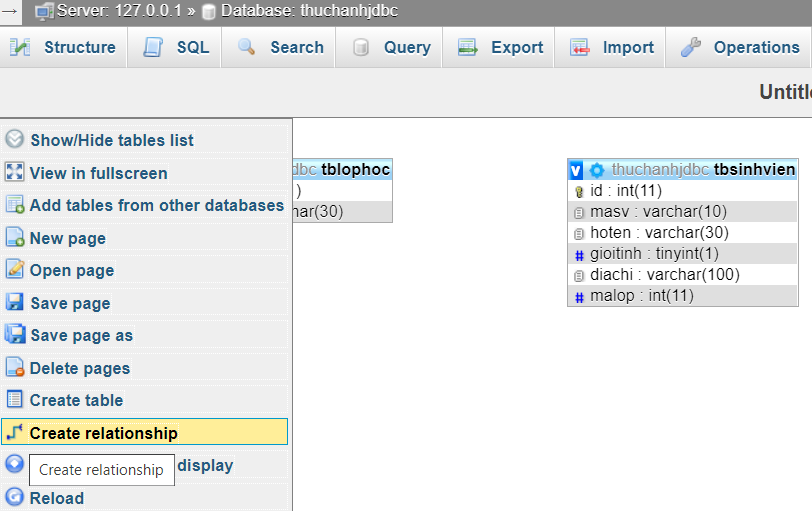 Server: 127.0.0.1 » Database: thuchanhjdbc
Structure SQL Search Query Export Import Operations
Untitl
Show/Hide tables list
View in fullscreen
Add tables from other databases
New page
Open page
Save page
Save page as
Delete pages
Create table
Create relationship
Create relationship display
Reload
dbc tblophoc
)
har(30)
v thuchanhjdbc tbsinhvien
id : int(11)
masv : varchar(10)
hoten : varchar(30)
# gioitinh : tinyint(1)
diachi : varchar(100)
# malop : int(11)